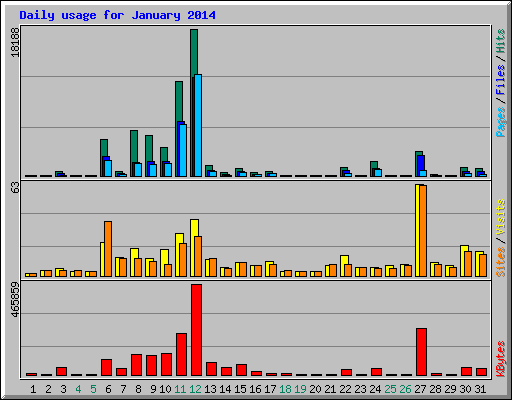 Daily usage for January 2014
18188
Pages / Files / Hits
63
Sites / Visits
465859
KBytes
1 2 3 4 5 6 7 8 9 10 11 12 13 14 15 16 17 18 19 20 21 22 23 24 25 26 27 28 29 30 31